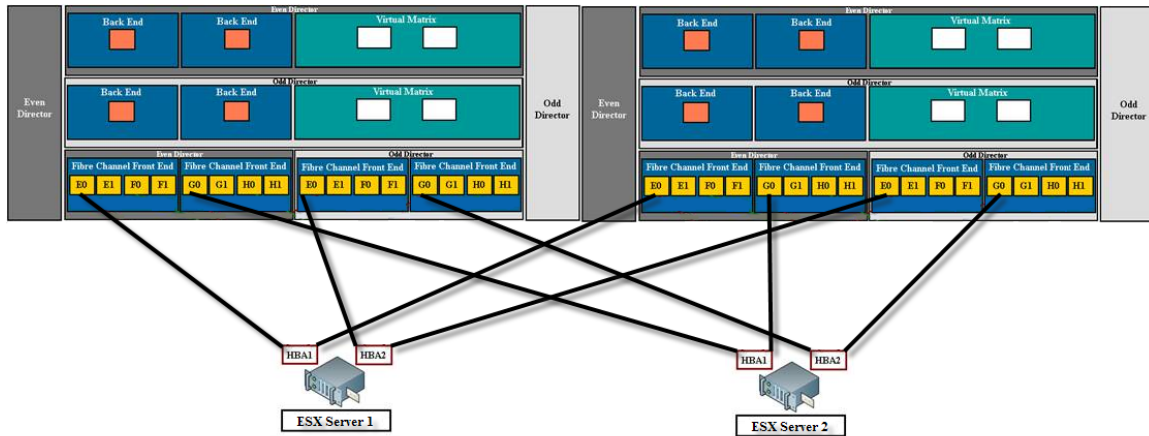 Even Director
Back End
Back End
Virtual Matrix
Odd Director
Back End
Back End
Virtual Matrix
Even
Director
Odd
Director
Even Director
Odd Director
Fibre Channel Front End
Fibre Channel Front End
Fibre Channel Front End
Fibre Channel Front End
E0 E1 F0 F1
G0 G1 H0 H1
E0 E1 F0 F1
G0 G1 H0 H1
Even Director
Back End
Back End
Virtual Matrix
Odd Director
Back End
Back End
Virtual Matrix
Even
Director
Odd
Director
Even Director
Odd Director
Fibre Channel Front End
Fibre Channel Front End
Fibre Channel Front End
Fibre Channel Front End
E0 E1 F0 F1
G0 G1 H0 H1
E0 E1 F0 F1
G0 G1 H0 H1
HBA1
HBA2
ESX Server 1
HBA1
HBA2
ESX Server 2